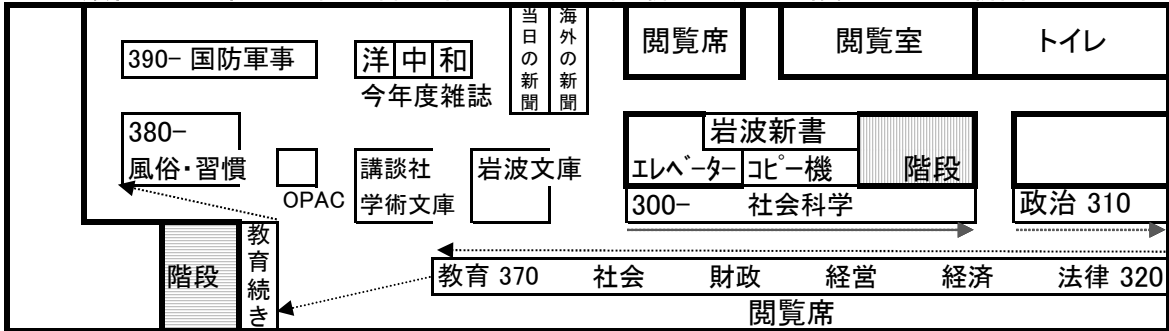 当日の新聞
海外の新聞
閲覧席
閲覧室
トイレ
390- 国防軍事
洋 中 和
今年度雑誌
380-
風俗・習慣
OPAC
講談社
学術文庫
岩波文庫
岩波新書
エレベーター
コピー機
階段
300- 社会科学
政治 310
階段
教育続き
教育 370 社会 財政 経営 経済 法律 320
閲覧席